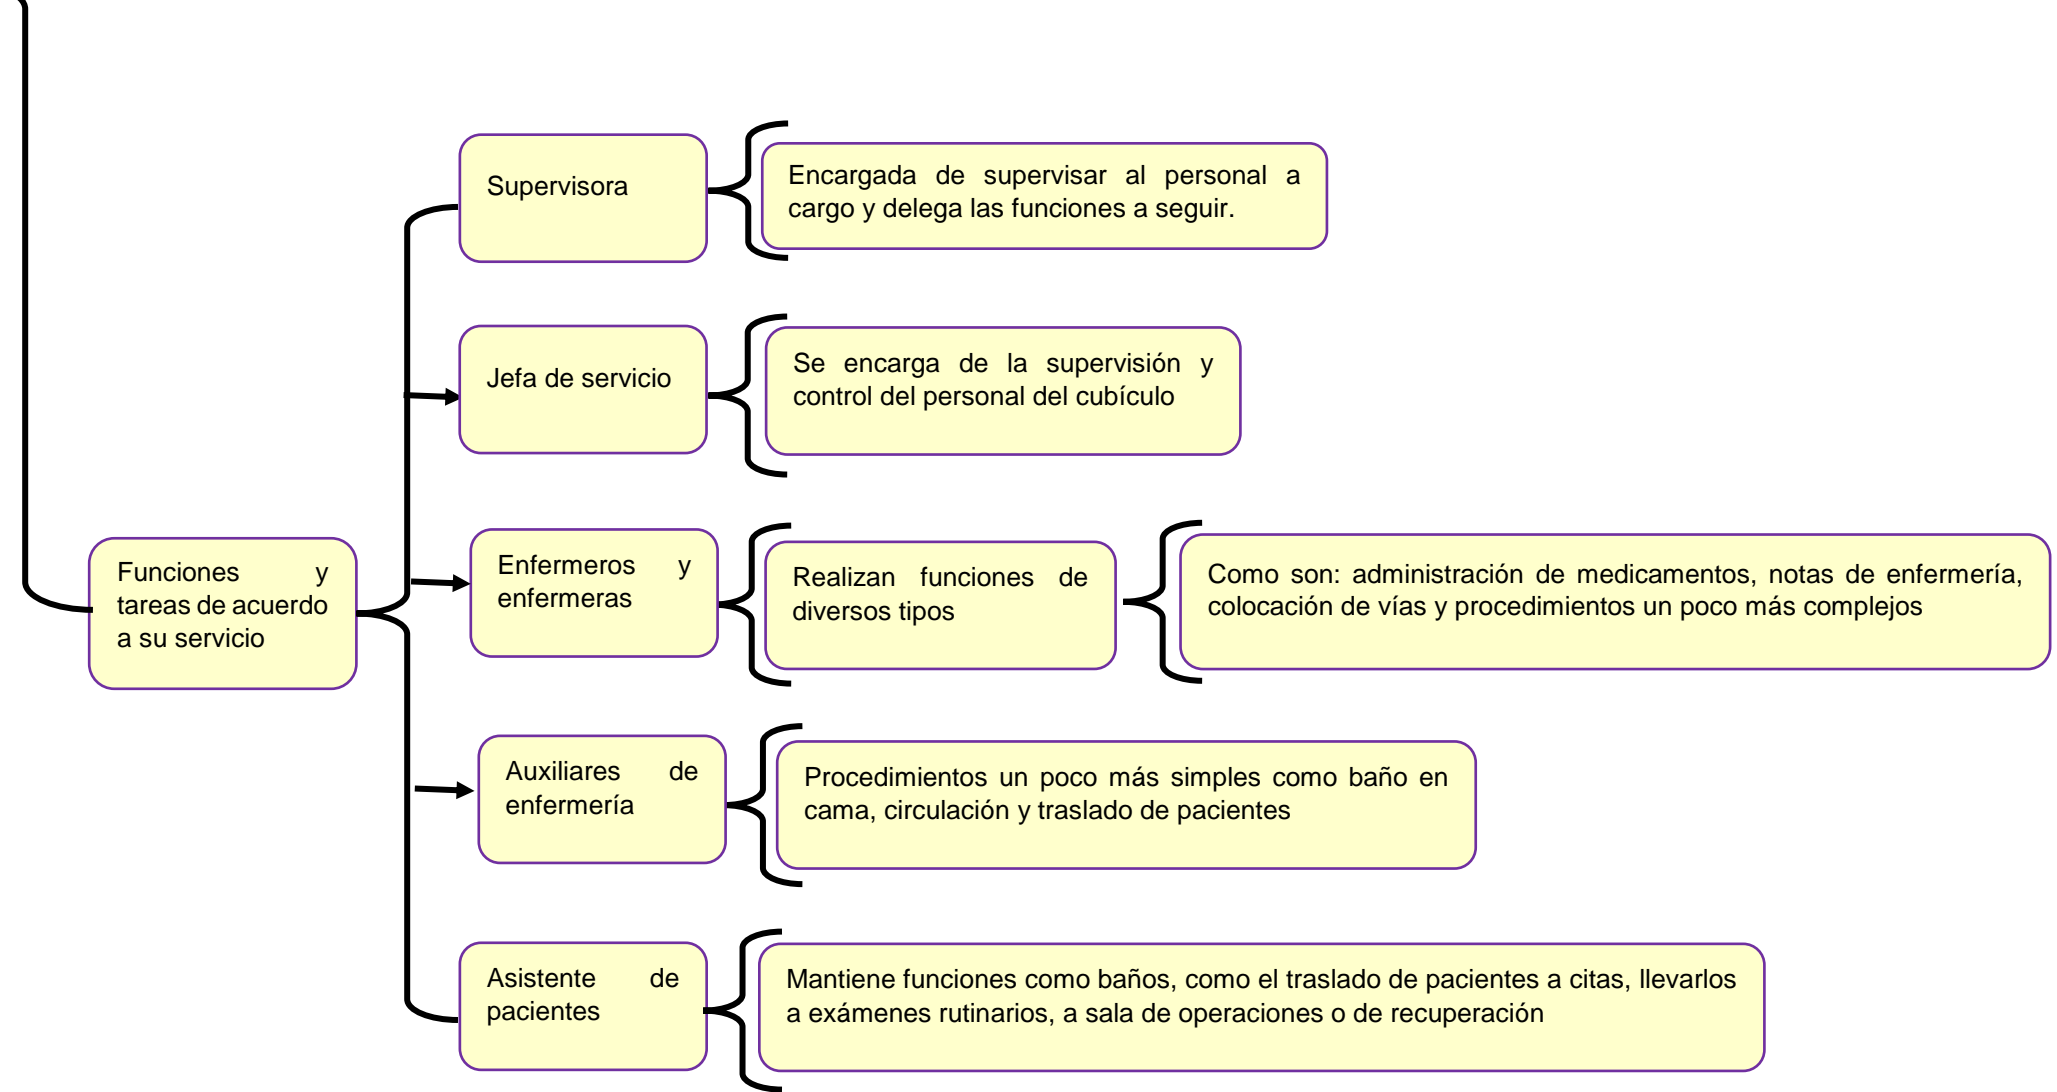 Supervisora
Encargada de supervisar al personal a
cargo y delega las funciones a seguir.
Jefa de servicio
Se encarga de la supervisión y
control del personal del cubículo
Funciones y
tareas de acuerdo
a su servicio
Enfermeros y
enfermeras
Realizan funciones de
diversos tipos
Como son: administración de medicamentos, notas de enfermería,
colocación de vías y procedimientos un poco más complejos
Auxiliares de
enfermería
Procedimientos un poco más simples como baño en
cama, circulación y traslado de pacientes
Asistente de
pacientes
Mantiene funciones como baños, como el traslado de pacientes a citas, llevarlos
a exámenes rutinarios, a sala de operaciones o de recuperación